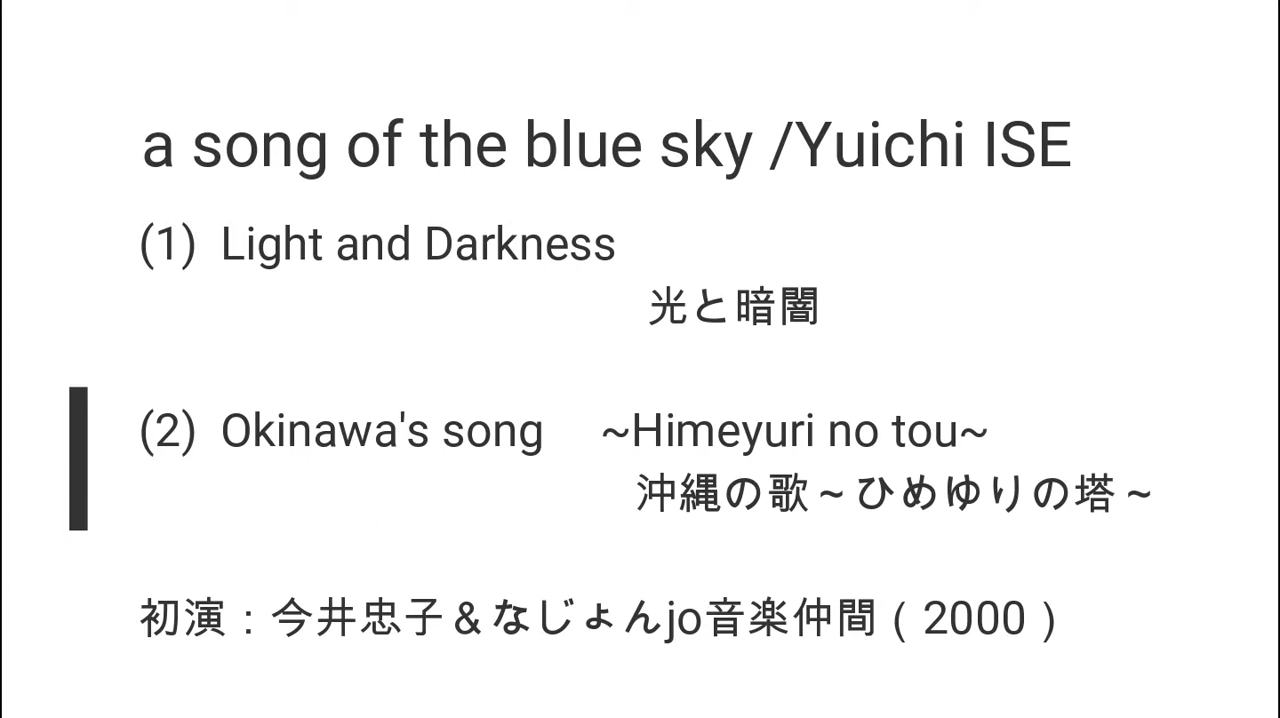 a song of the blue sky /Yuichi ISE
(1) Light and Darkness
光と暗闇
(2) Okinawa's song ~Himeyuri no tou~
沖縄の歌~ひめゆりの塔~
初演：今井忠子＆なじょんjo音楽仲間（2000）